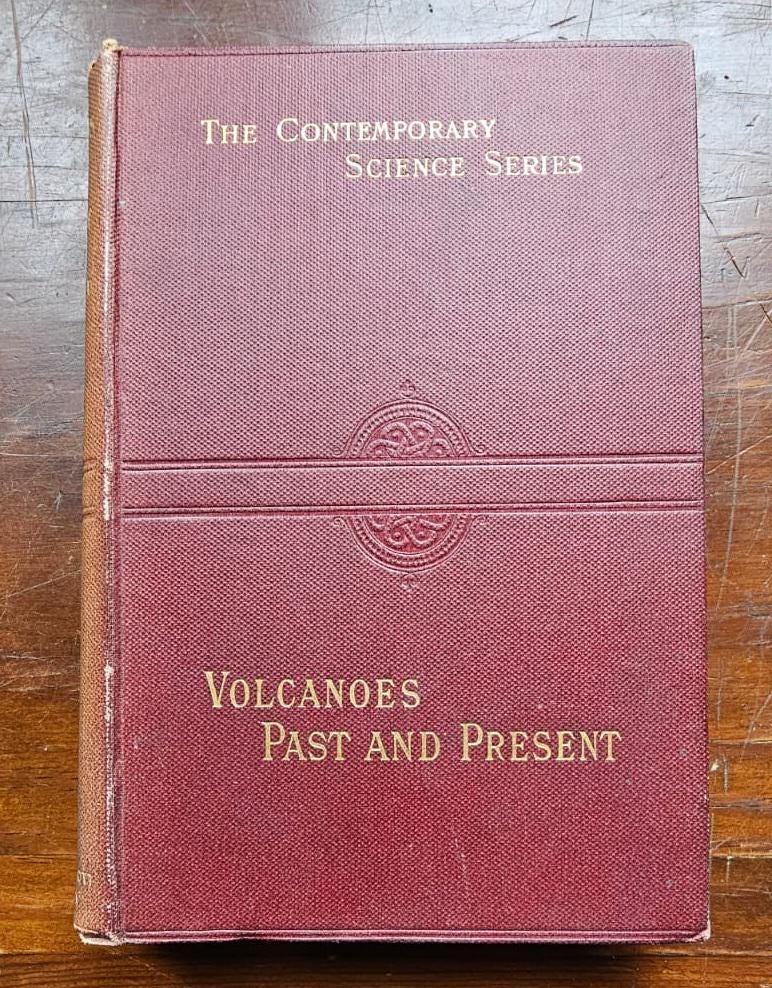 The Contemporary
Science Series
Volcanoes
Past and Present